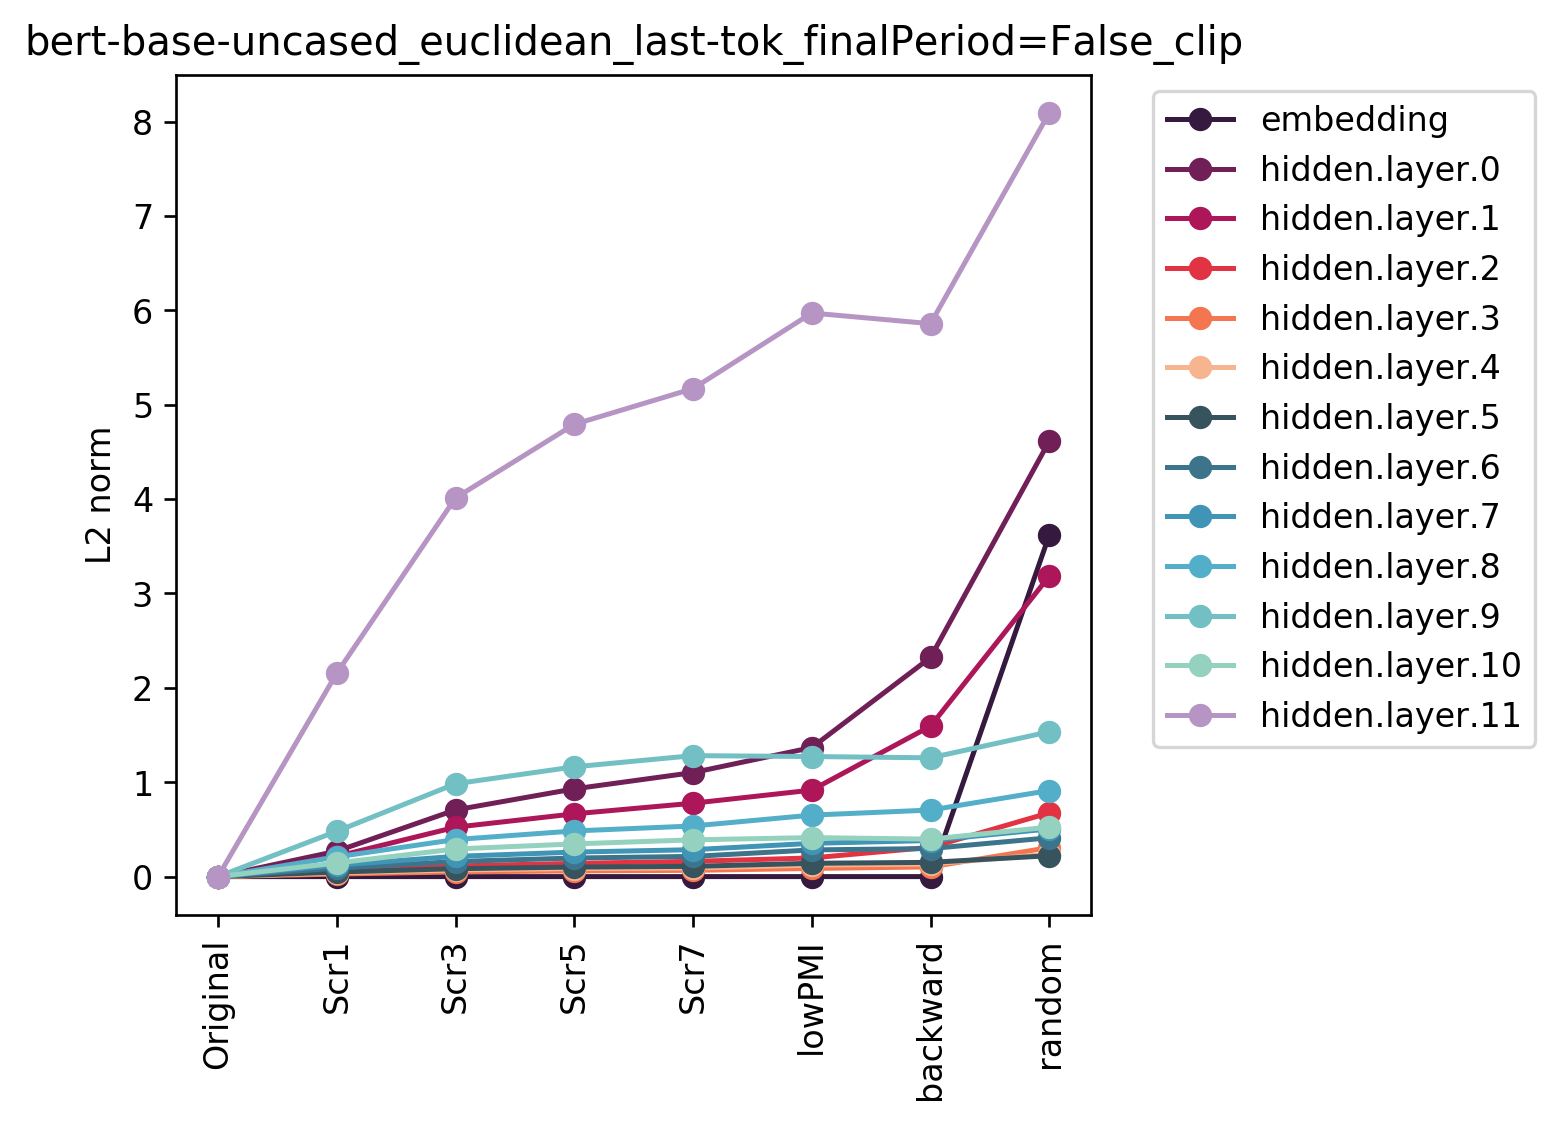 bert-base-uncased_euclidean_last-tok_finalPeriod=False_clip
8
7
6
5
4
3
2
1
0
L2 norm
Original
Scr1
Scr3
Scr5
Scr7
lowPMI
backward
random
embedding
hidden.layer.0
hidden.layer.1
hidden.layer.2
hidden.layer.3
hidden.layer.4
hidden.layer.5
hidden.layer.6
hidden.layer.7
hidden.layer.8
hidden.layer.9
hidden.layer.10
hidden.layer.11